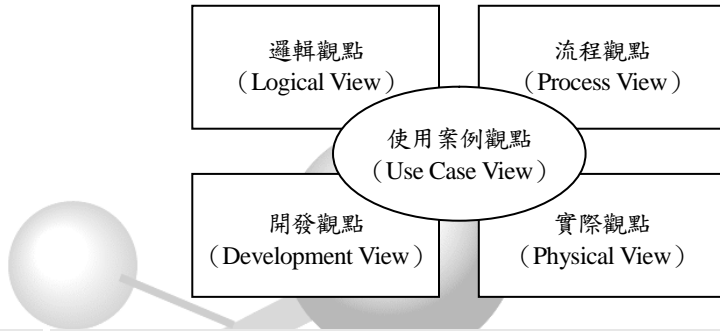 邏輯觀點
（Logical View）
流程觀點
（Process View）
使用案例觀點
（Use Case View）
開發觀點
（Development View）
實際觀點
（Physical View）